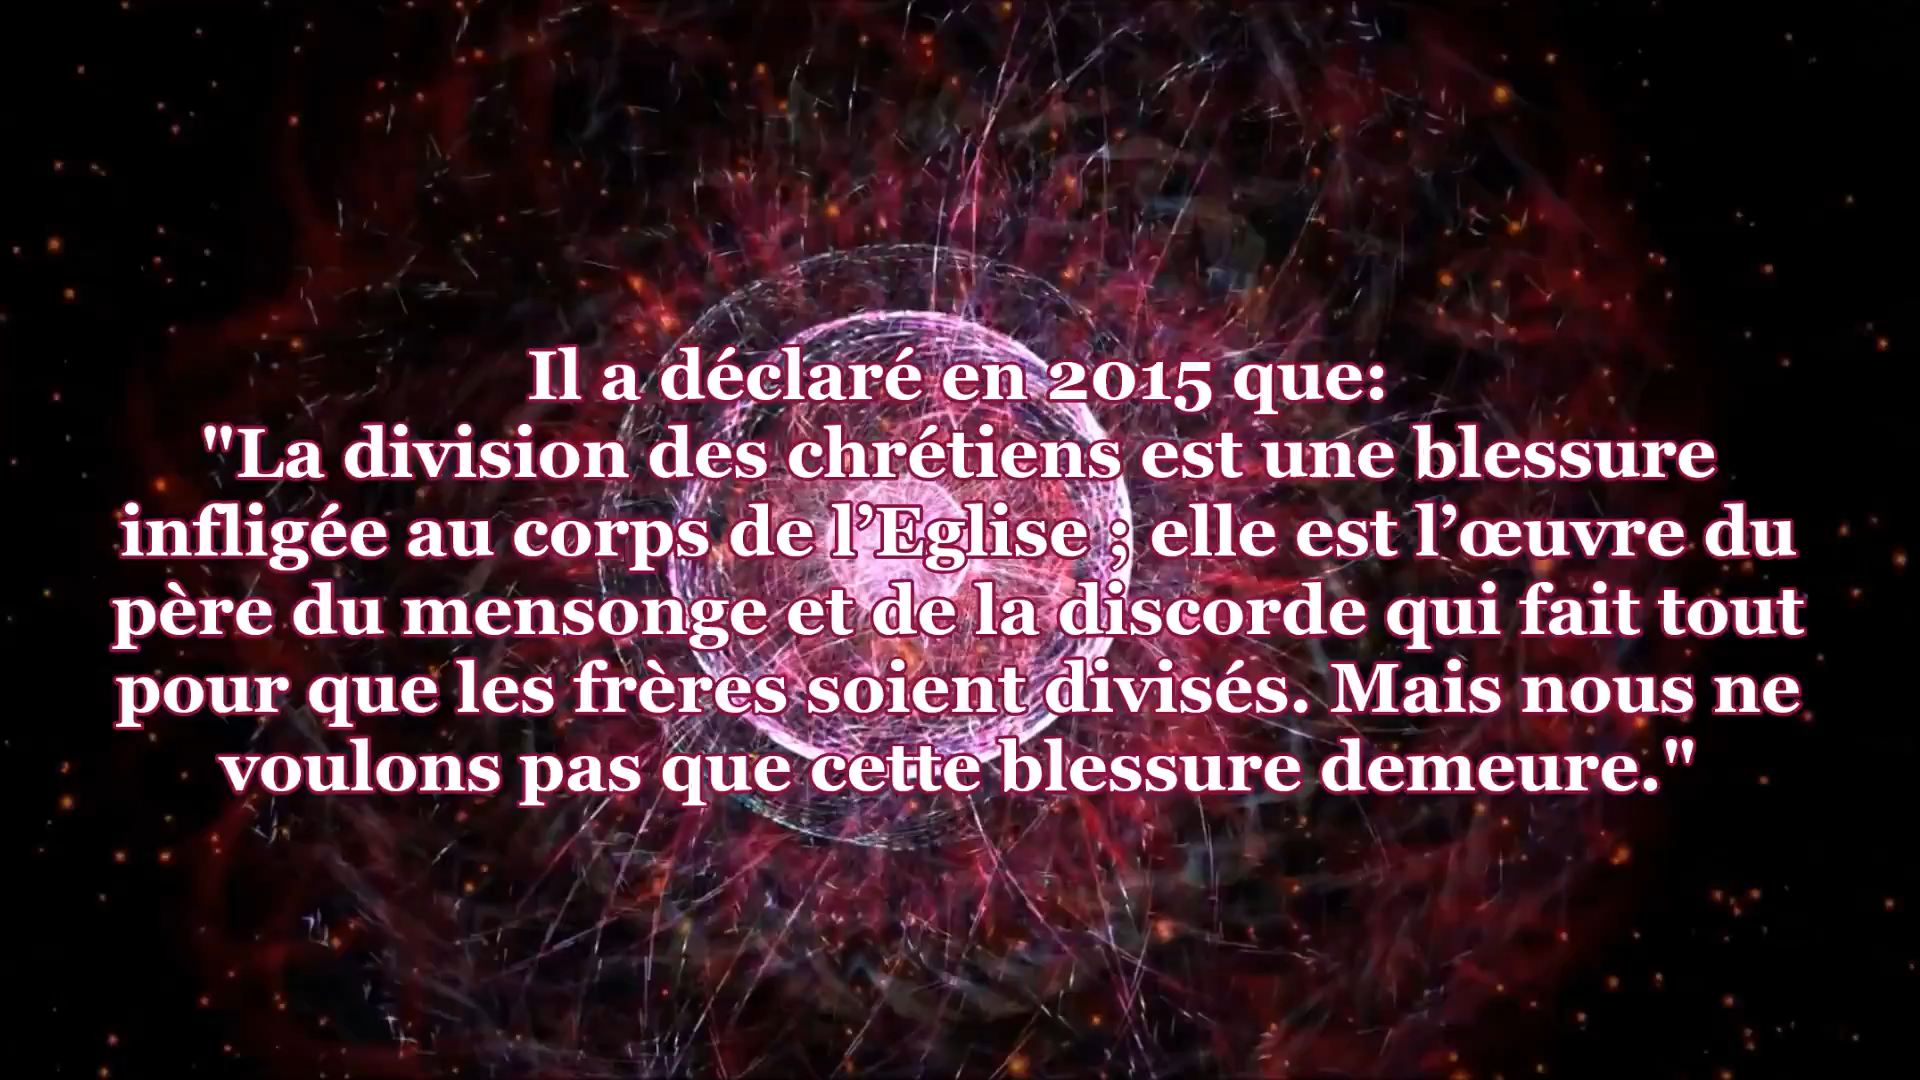 Il a déclaré en 2015 que:
"La division des chrétiens est une blessure
infligée au corps de l’Eglise ; elle est l’œuvre du
père du mensonge et de la discorde qui fait tout
pour que les frères soient divisés. Mais nous ne
voulons pas que cette blessure demeure."